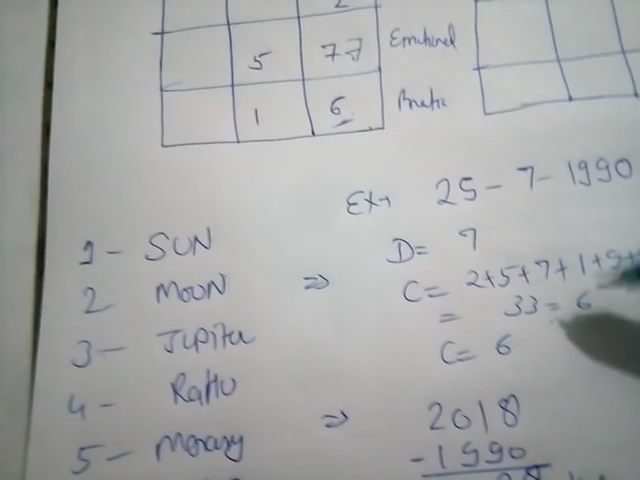 2
5 77 Emotional
1 6
Ex→ 25-7-1990
1- SUN D= 7
2 MOON ⇒ C= 2+5+7+1+9+
= 33 = 6
3- Jupiter C= 6
4- RAHU
⇒ 2018
5- Mercury -1990